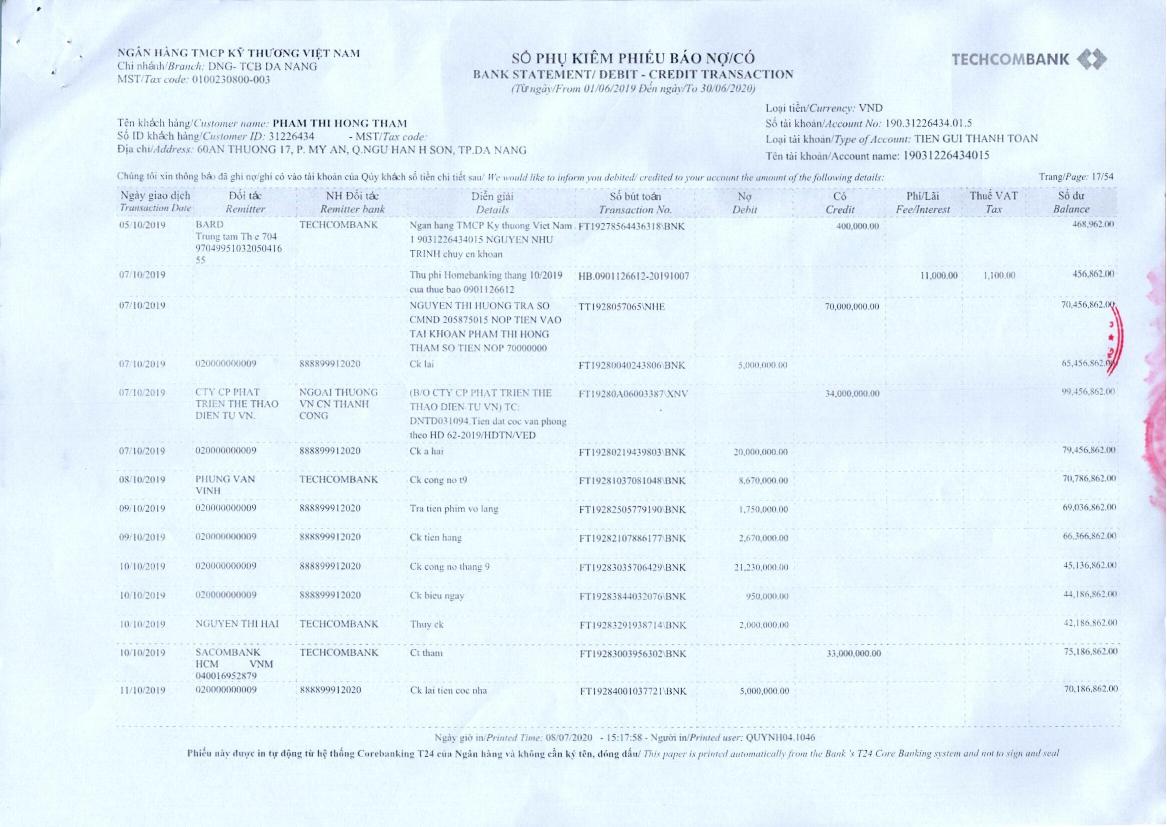 NGÂN HÀNG TMCP KỸ THƯƠNG VIỆT NAM
Chi nhánh/Branch: DNG- TCB DA NANG
MST/Tax code: 0100230800-003
SỔ PHỤ KIÊM PHIẾU BÁO NỢ/CÓ
BANK STATEMENT/ DEBIT - CREDIT TRANSACTION
(Từ ngày/From 01/06/2019 Đến ngày/To 30/06/2020)
TECHCOMBANK
Loại tiền/Currency: VND
Số tài khoản/Account No: 190.31226434.01.5
Loại tài khoản/Type of Account: TIEN GUI THANH TOAN
Tên tài khoản/Account name: 19031226434015
Tên khách hàng/Customer name: PHAM THI HONG THAM
Số ID khách hàng/Customer ID: 31226434 - MST/Tax code:
Địa chỉ/Address: 60AN THUONG 17, P. MY AN, Q.NGU HAN H SON, TP.DA NANG
Chúng tôi xin thông báo đã ghi nợ/ghi có vào tài khoản của Qúy khách số tiền chi tiết sau/ We would like to inform you debited/ credited to your account the amount of the following details: Trang/Page: 17/54
Ngày giao dịch Đối tác NH Đối tác Diễn giải Số bút toán Nợ Có Phí/Lãi Thuế VAT Số dư
Transaction Date Remitter Remitter bank Details Transaction No. Debit Credit Fee/Interest Tax Balance
05/10/2019 BARD TECHCOMBANK Ngan hang TMCP Ky thuong Viet Nam FT19278564436318\BNK 400,000.00 468,962.00
Trung tam Th e 704 1 9031226434015 NGUYEN NHU
97049951032050416 TRINH chuy en khoan
55
07/10/2019 Thu phi Homebanking thang 10/2019 HB.0901126612-20191007 11,000.00 1,100.00 456,862.00
cua thue bao 0901126612
07/10/2019 NGUYEN THI HUONG TRA SO TT1928057065\NHE 70,000,000.00 70,456,862.00
CMND 205875015 NOP TIEN VAO
TAI KHOAN PHAM THI HONG
THAM SO TIEN NOP 70000000
07/10/2019 020000000009 888899912020 Ck lai FT19280040243806\BNK 5,000,000.00 65,456,862.00
07/10/2019 CTY CP PHAT NGOAI THUONG (B/O CTY CP PHAT TRIEN THE FT19280A06003387\XNV 34,000,000.00 99,456,862.00
TRIEN THE THAO VN CN THANH THAO DIEN TU VN) TC:
DIEN TU VN. CONG DNTD031094.Tien dat coc van phong
theo HD 62-2019/HDTN/VED
07/10/2019 020000000009 888899912020 Ck a hai FT19280219439803\BNK 20,000,000.00 79,456,862.00
08/10/2019 PHUNG VAN TECHCOMBANK Ck cong no t9 FT19281037081048\BNK 8,670,000.00 70,786,862.00
VINH
09/10/2019 020000000009 888899912020 Tra tien phim vo lang FT19282505779190\BNK 1,750,000.00 69,036,862.00
09/10/2019 020000000009 888899912020 Ck tien hang FT19282107886177\BNK 2,670,000.00 66,366,862.00
10/10/2019 020000000009 888899912020 Ck cong no thang 9 FT19283035706429\BNK 21,230,000.00 45,136,862.00
10/10/2019 020000000009 888899912020 Ck bieu ngay FT19283844032076\BNK 950,000.00 44,186,862.00
10/10/2019 NGUYEN THI HAI TECHCOMBANK Thuy ck FT19283291938714\BNK 2,000,000.00 42,186,862.00
10/10/2019 SACOMBANK TECHCOMBANK Ct tham FT19283003956302\BNK 33,000,000.00 75,186,862.00
HCM VNM
040016952879
11/10/2019 020000000009 888899912020 Ck lai tien coc nha FT19284001037721\BNK 5,000,000.00 70,186,862.00
Ngày giờ in/Printed Time: 08/07/2020 - 15:17:58 - Người in/Printed user: QUYNH04.1046
Phiếu này được in tự động từ hệ thống Corebanking T24 của Ngân hàng và không cần ký tên, đóng dấu/ This paper is printed automatically from the Bank 's T24 Core Banking system and not to sign and seal